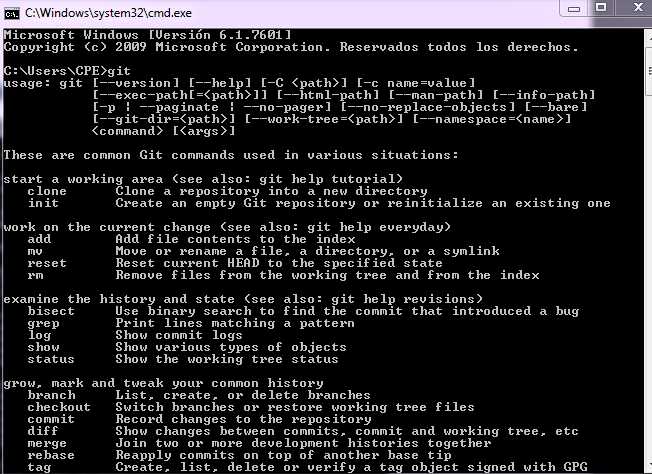 C:\Windows\system32\cmd.exe
Microsoft Windows [Versión 6.1.7601]
Copyright (c) 2009 Microsoft Corporation. Reservados todos los derechos.
C:\Users\CPE>git
usage: git [--version] [--help] [-C <path>] [-c name=value]
[--exec-path[=<path>]] [--html-path] [--man-path] [--info-path]
[-p ¦ --paginate ¦ --no-pager] [--no-replace-objects] [--bare]
[--git-dir=<path>] [--work-tree=<path>] [--namespace=<name>]
<command> [<args>]
These are common Git commands used in various situations:
start a working area (see also: git help tutorial)
clone Clone a repository into a new directory
init Create an empty Git repository or reinitialize an existing one
work on the current change (see also: git help everyday)
add Add file contents to the index
mv Move or rename a file, a directory, or a symlink
reset Reset current HEAD to the specified state
rm Remove files from the working tree and from the index
examine the history and state (see also: git help revisions)
bisect Use binary search to find the commit that introduced a bug
grep Print lines matching a pattern
log Show commit logs
show Show various types of objects
status Show the working tree status
grow, mark and tweak your common history
branch List, create, or delete branches
checkout Switch branches or restore working tree files
commit Record changes to the repository
diff Show changes between commits, commit and working tree, etc
merge Join two or more development histories together
rebase Reapply commits on top of another base tip
tag Create, list, delete or verify a tag object signed with GPG